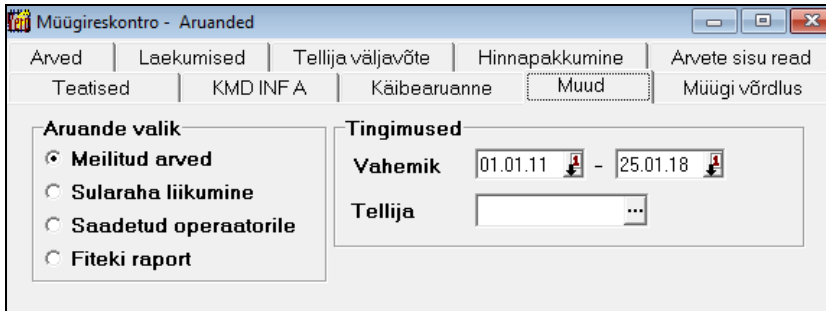 Müügireskontro - Aruanded
Arved Laekumised Tellija väljavõte Hinnapakkumine Arvete sisu read
Teatised KMD INF A Käibearuanne Muud Müügi võrdlus
Aruande valik
Meilitud arved
Sularaha liikumine
Saadetud operaatorile
Fiteki raport
Tingimused
Vahemik 01.01.11 - 25.01.18
Tellija ...